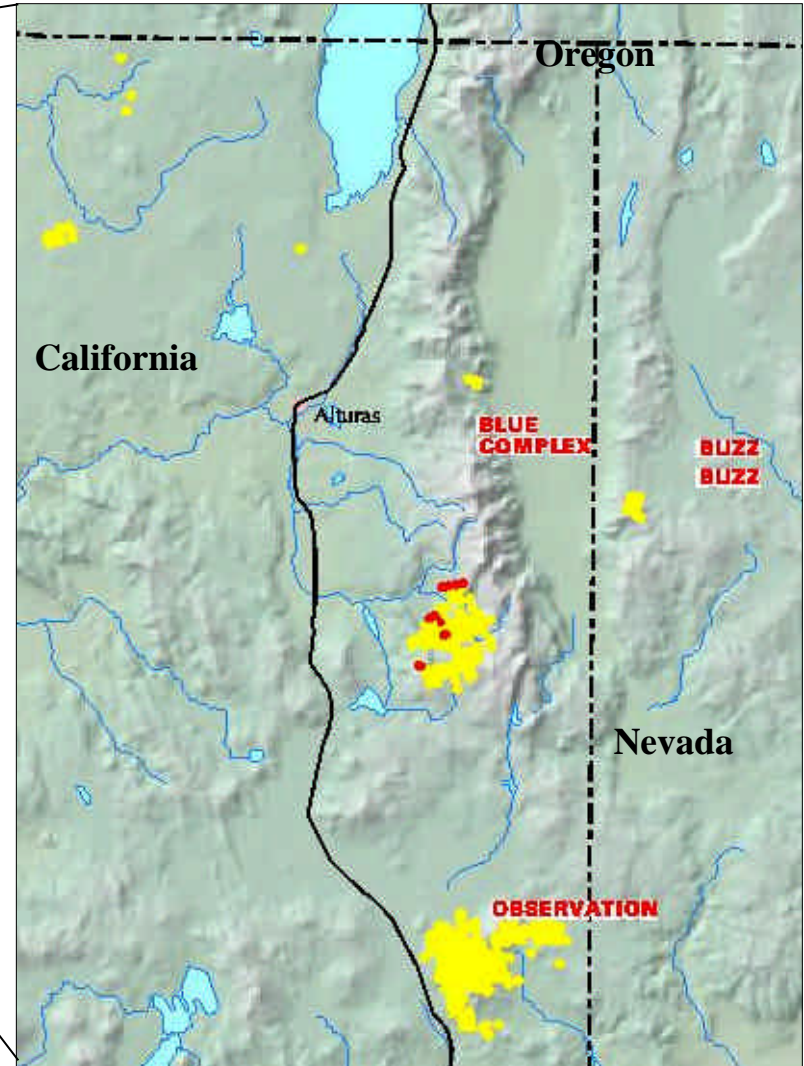 Oregon
California
Alturas
BLUE
COMPLEX
BUZZ
BUZZ
Nevada
OBSERVATION